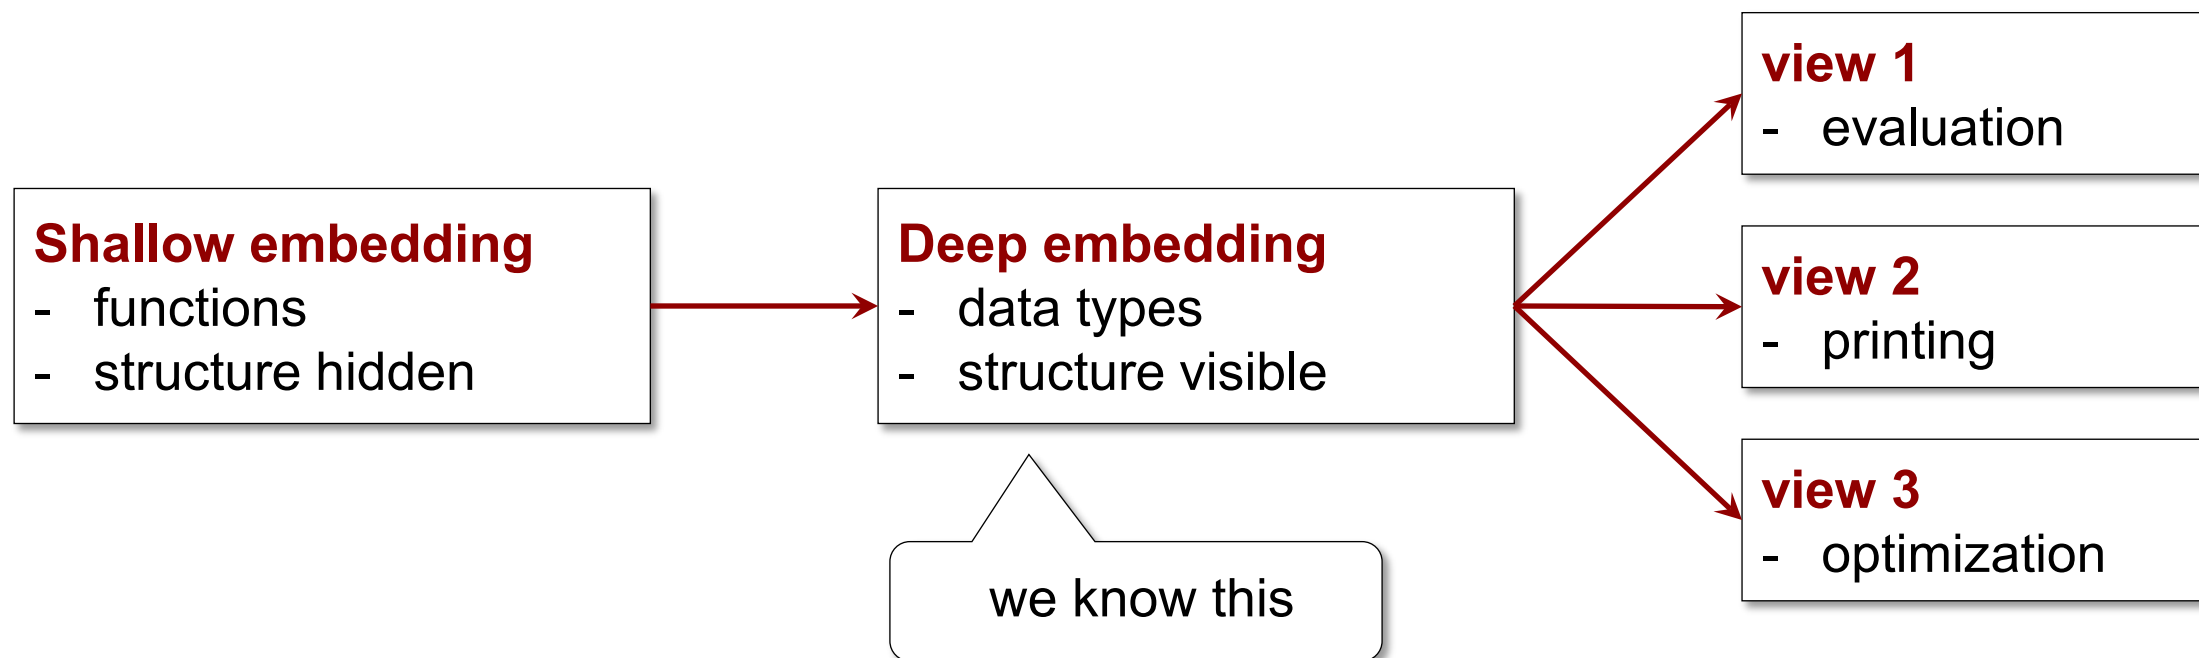 Shallow embedding
- functions
- structure hidden
Deep embedding
- data types
- structure visible
we know this
view 1
- evaluation
view 2
- printing
view 3
- optimization